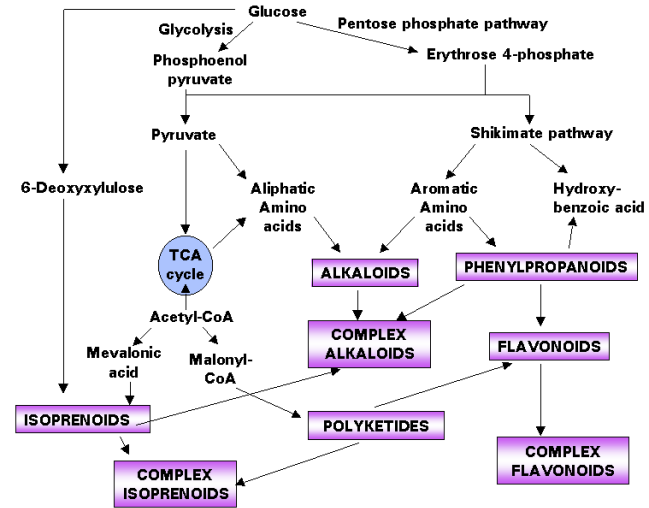 Glucose
Glycolysis
Pentose phosphate pathway
Phosphoenol
pyruvate
Erythrose 4-phosphate
Pyruvate
Shikimate pathway
6-Deoxyxylulose
Aliphatic
Amino
acids
Aromatic
Amino
acids
Hydroxy-
benzoic acid
TCA
cycle
ALKALOIDS
PHENYLPROPANOIDS
Acetyl-CoA
COMPLEX
ALKALOIDS
FLAVONOIDS
Mevalonic
acid
Malonyl-
CoA
ISOPRENOIDS
POLYKETIDES
COMPLEX
ISOPRENOIDS
COMPLEX
FLAVONOIDS